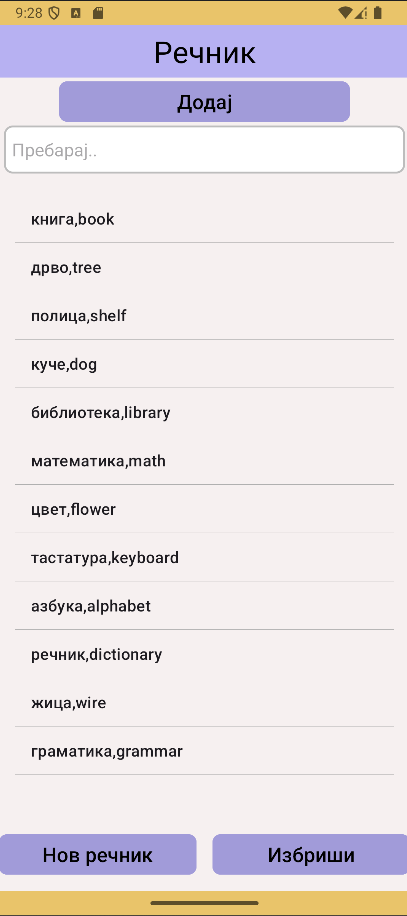 9:28
Речник
Додај
Пребарај..
книга,book
дрво,tree
полица,shelf
куче,dog
библиотека,library
математика,math
цвет,flower
тастатура,keyboard
азбука,alphabet
речник,dictionary
жица,wire
граматика,grammar
Нов речник
Избриши